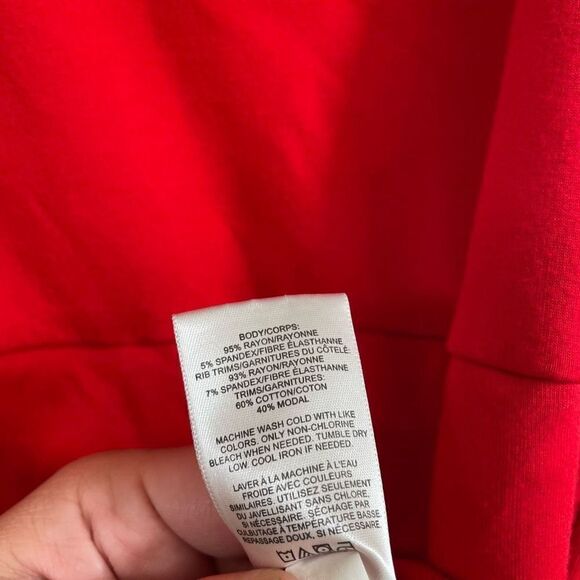 BODY/CORPS:
95% RAYON/RAYONNE
5% SPANDEX/FIBRE ÉLASTHANNE
RIB TRIMS/GARNITURES DU CÔTELÉ:
93% RAYON/RAYONNE
7% SPANDEX/FIBRE ÉLASTHANNE
TRIMS/GARNITURES:
60% COTTON/COTON
40% MODAL
MACHINE WASH COLD WITH LIKE
COLORS. ONLY NON-CHLORINE
BLEACH WHEN NEEDED. TUMBLE DRY
LOW. COOL IRON IF NEEDED.
LAVER À LA MACHINE À L'EAU
FROIDE AVEC COULEURS
SIMILAIRES. UTILISEZ SEULEMENT
DU JAVELLISANT SANS CHLORE,
SI NÉCESSAIRE. SÉCHAGE PAR
CULBUTAGE À TEMPÉRATURE BASSE.
REPASSAGE DOUX, SI NÉCESSAIRE.